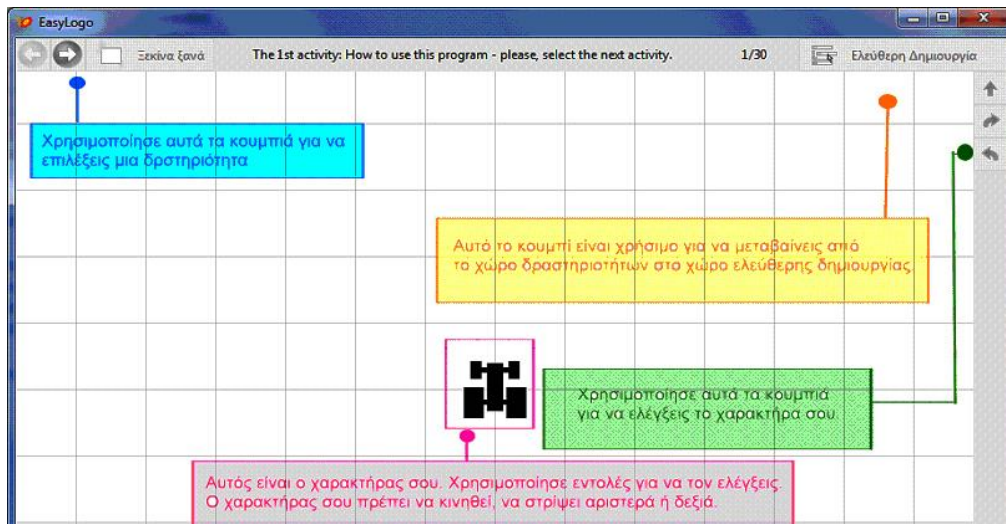 EasyLogo
Ξεκίνα ξανά The 1st activity: How to use this program - please, select the next activity. 1/30 Ελεύθερη Δημιουργία
Χρησιμοποίησε αυτά τα κουμπιά για να
επιλέξεις μια δρστηριότητα
Αυτό το κουμπί είναι χρήσιμο για να μεταβαίνεις από
το χώρο δραστηριοτήτων στο χώρο ελεύθερης δημιουργίας.
Χρησιμοποίησε αυτά τα κουμπιά
για να ελέγξεις το χαρακτήρα σου.
Αυτός είναι ο χαρακτήρας σου. Χρησιμοποίησε εντολές για να τον ελέγξεις.
Ο χαρακτήρας σου πρέπει να κινηθεί, να στρίψει αριστερά ή δεξιά.